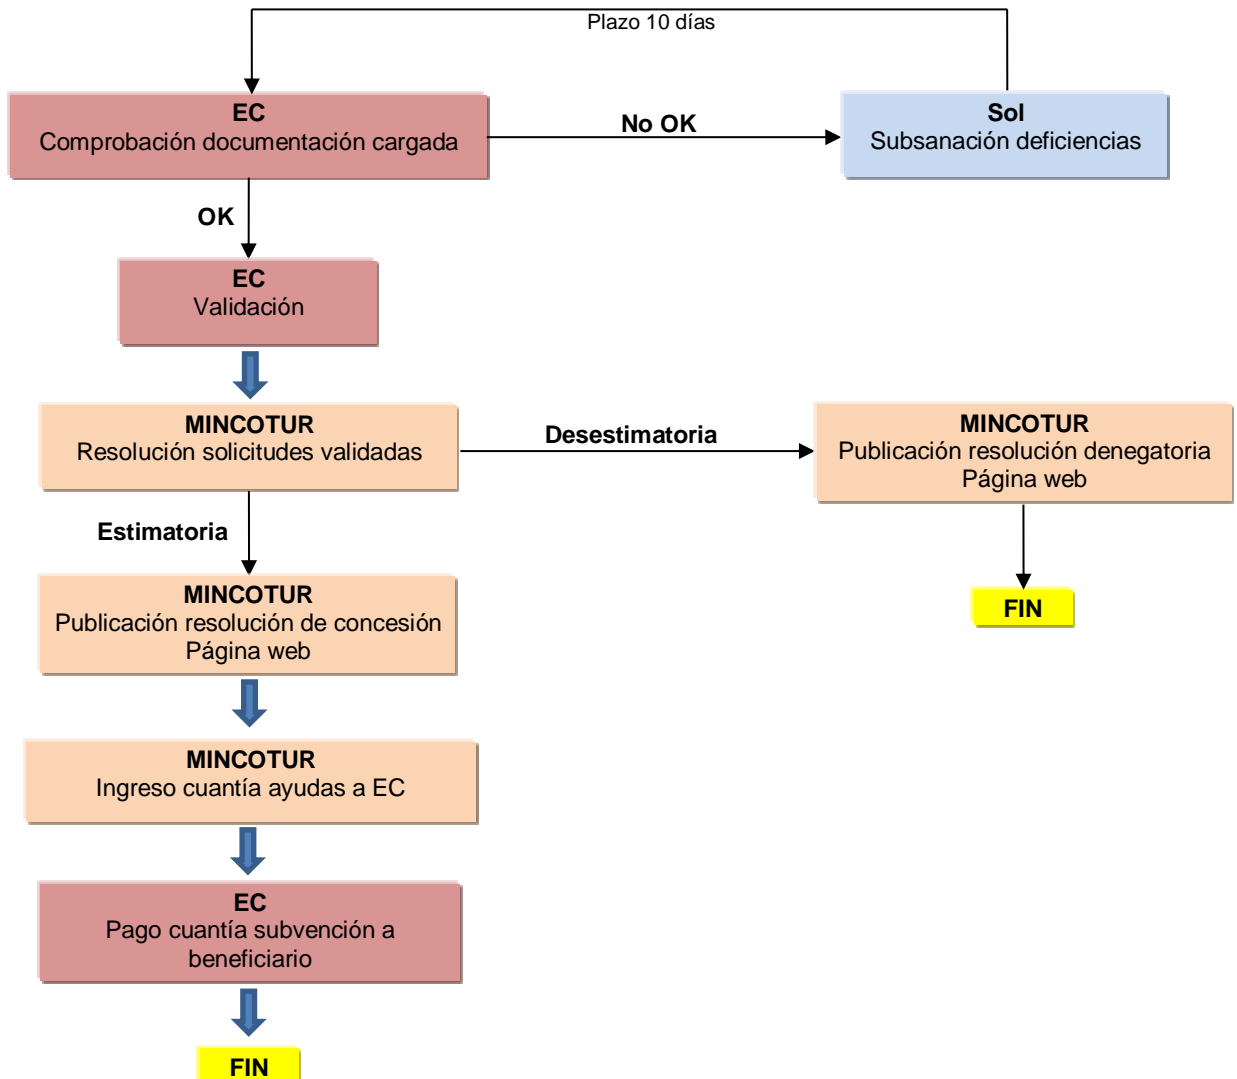 Plazo 10 días
EC
Comprobación documentación cargada
No OK
Sol
Subsanación deficiencias
OK
EC
Validación
MINCOTUR
Resolución solicitudes validadas
Desestimatoria
MINCOTUR
Publicación resolución denegatoria
Página web
Estimatoria
FIN
MINCOTUR
Publicación resolución de concesión
Página web
MINCOTUR
Ingreso cuantía ayudas a EC
EC
Pago cuantía subvención a
beneficiario
FIN